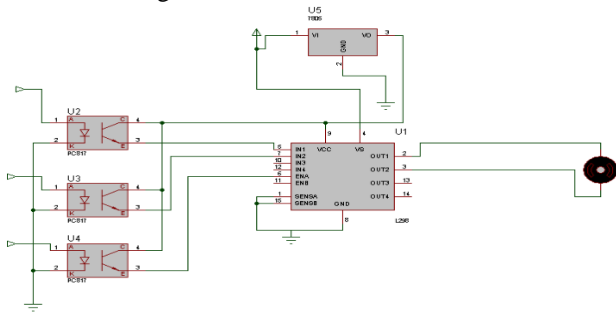 U5
1 VI VO 3
GND
2
U2
1 A C 4
2 K E 3
PC817
U3
1 A C 4
2 K E 3
PC817
U4
1 A C 4
2 K E 3
PC817
U1
9 4
VCC VS
5 IN1
7 IN2
10 IN3
12 IN4
6 ENA
11 ENB
1 SENSA
15 SENSB
GND
8
OUT1 2
OUT2 3
OUT3 13
OUT4 14
L298